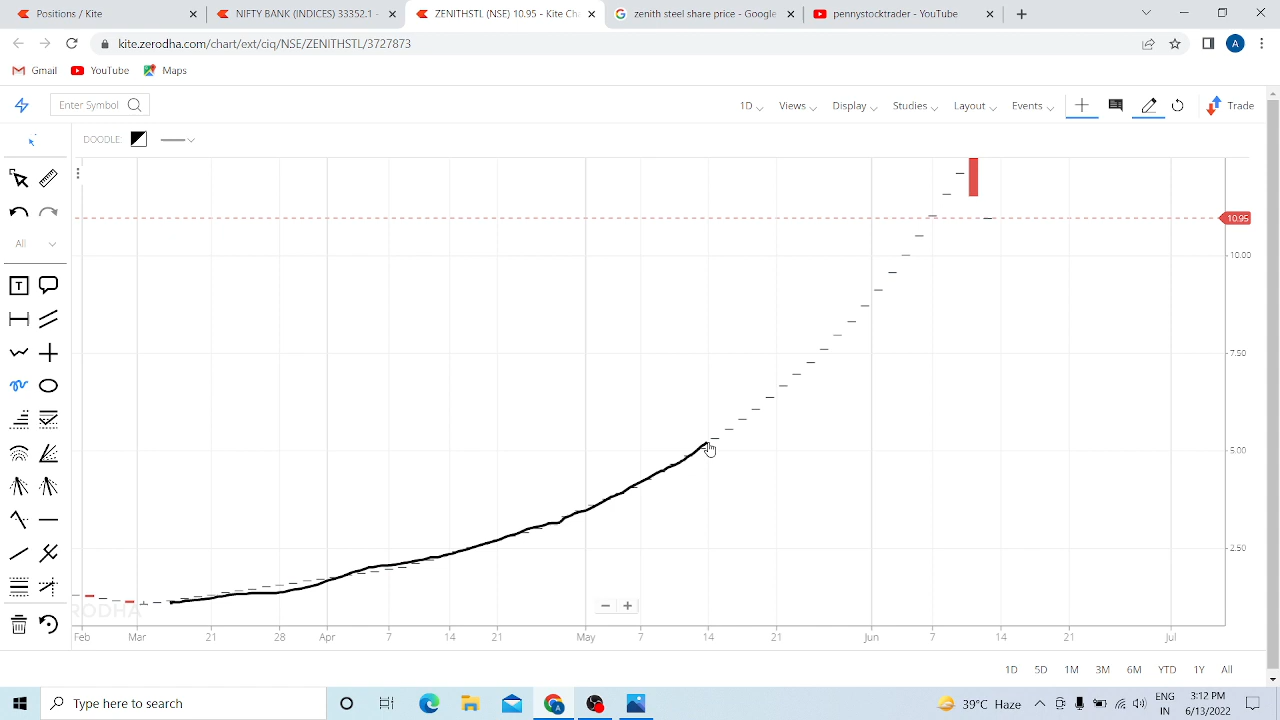 Positions / Kite
NIFTY BANK (INDICES) 33352.1 -
ZENITHSTL (NSE) 10.95 - Kite Ch
zenith steel share price - Google
pennystocktrader - YouTube
kite.zerodha.com/chart/ext/ciq/NSE/ZENITHSTL/3727873
A
Gmail
YouTube
Maps
Enter Symbol
1D
Views
Display
Studies
Layout
Events
Trade
DOODLE:
All
T
10.95
10.00
7.50
5.00
2.50
RODHA
Feb
Mar
21
28
Apr
7
14
21
May
7
14
21
Jun
7
14
21
Jul
1D
5D
1M
3M
6M
YTD
1Y
All
Type here to search
39°C Haze
ENG
IN
3:12 PM
6/13/2022